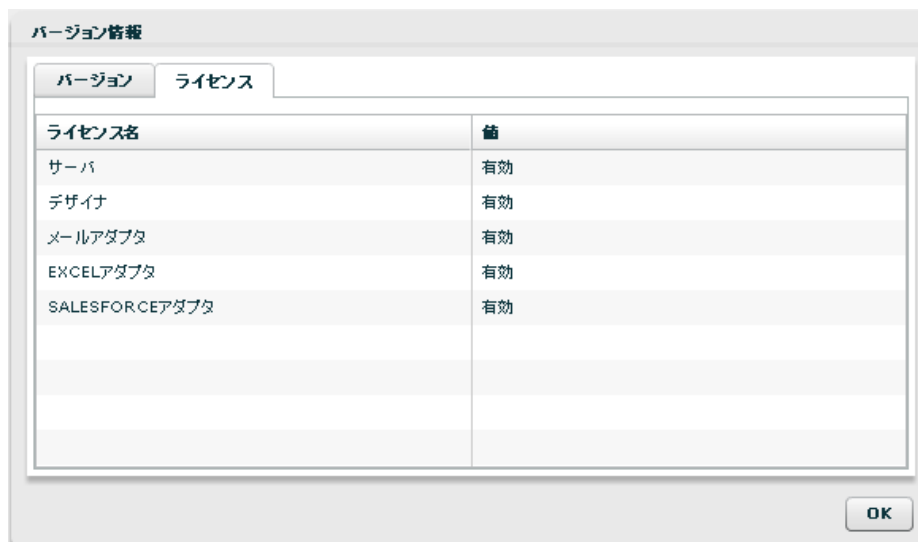 バージョン情報
バージョン ライセンス
ライセンス名 値
サーバ 有効
デザイナ 有効
メールアダプタ 有効
EXCELアダプタ 有効
SALESFORCEアダプタ 有効
OK